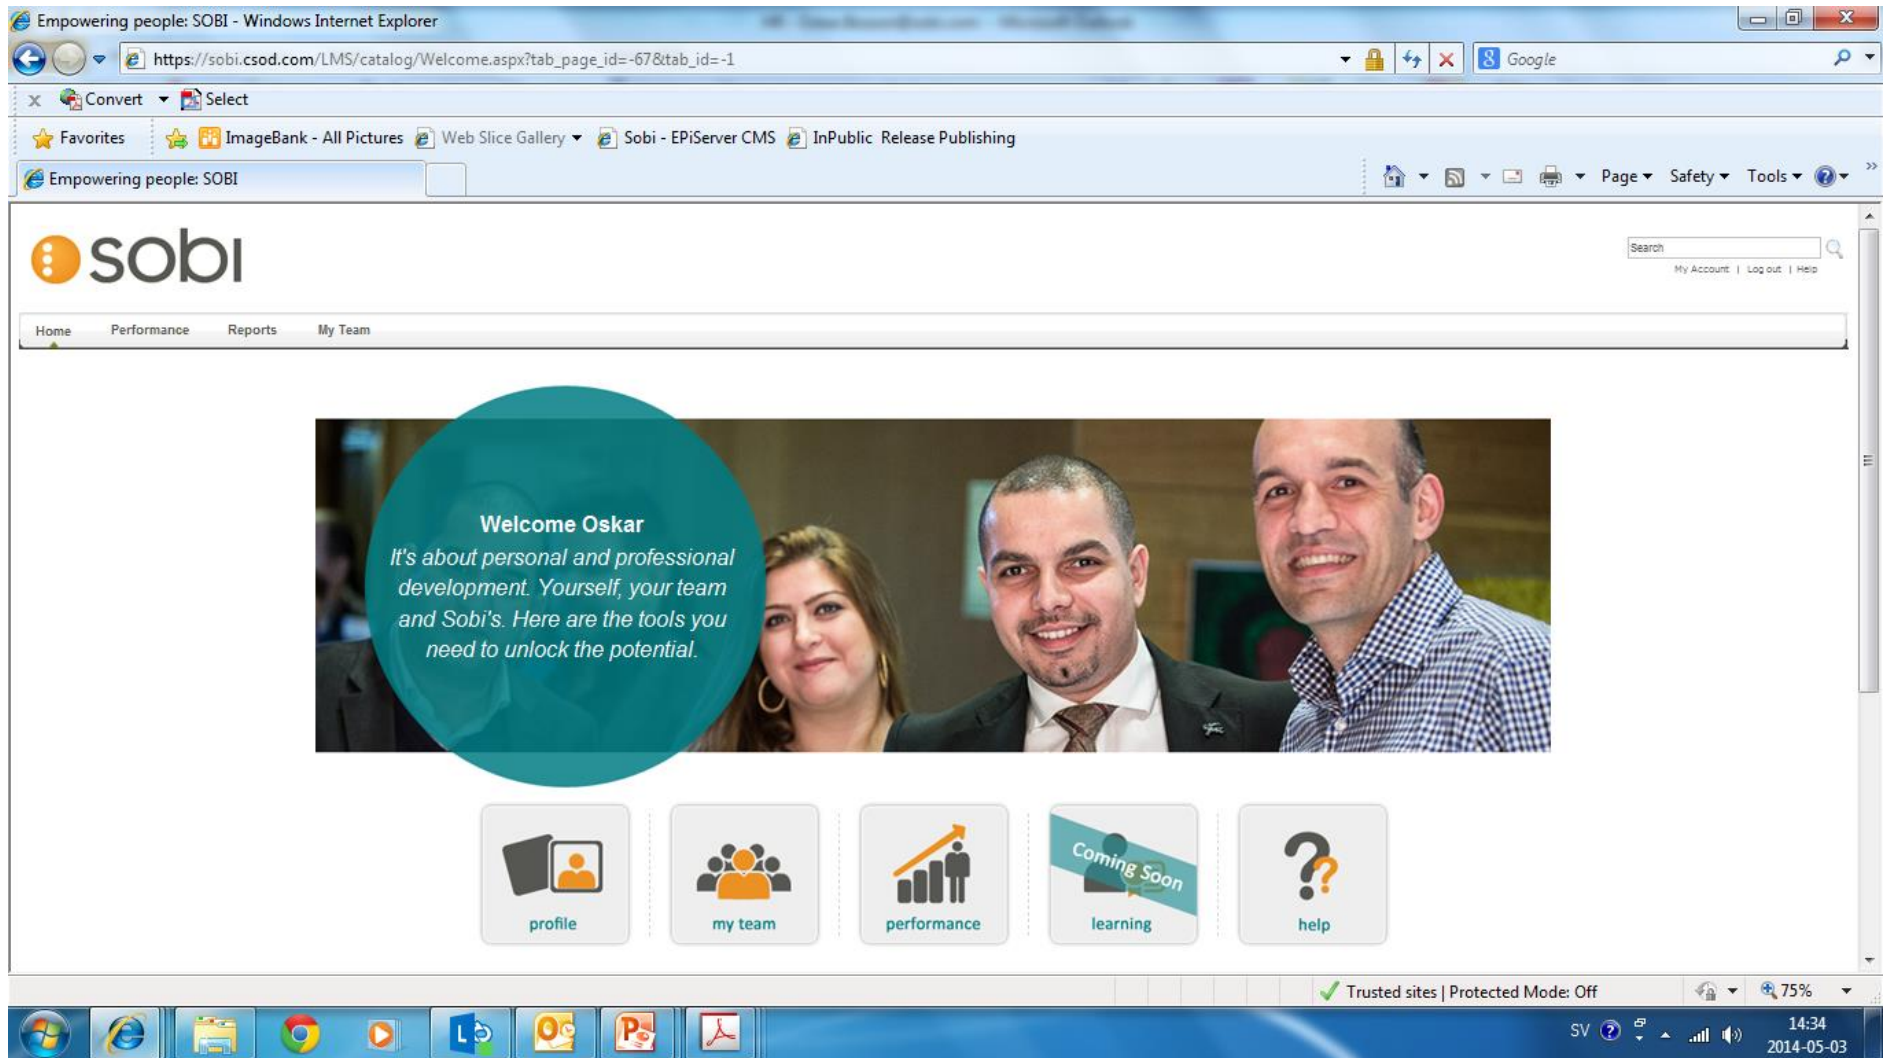 Empowering people: SOBI - Windows Internet Explorer
https://sobi.csod.com/LMS/catalog/Welcome.aspx?tab_page_id=-67&tab_id=-1
Google
x Convert Select
Favorites ImageBank - All Pictures Web Slice Gallery Sobi - EPiServer CMS InPublic Release Publishing
Empowering people: SOBI
Page Safety Tools
sobi
Search
My Account | Log out | Help
Home Performance Reports My Team
Welcome Oskar
It's about personal and professional
development. Yourself, your team
and Sobi's. Here are the tools you
need to unlock the potential.
Coming Soon
profile my team performance learning help
Trusted sites | Protected Mode: Off
75%
SV
14:34
2014-05-03